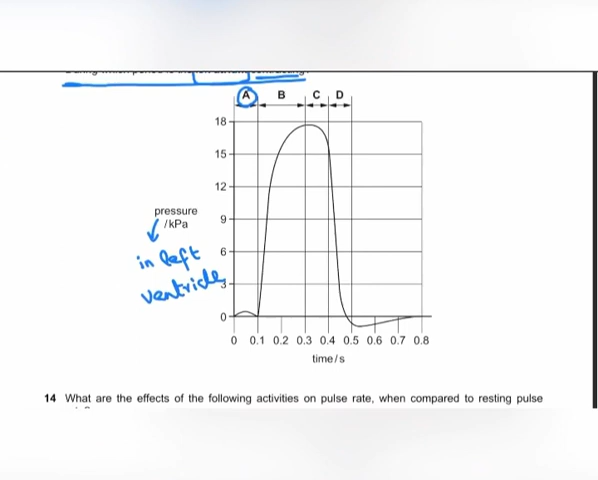 A B C D
18
15
12
pressure
/kPa
9
in left
ventricle
6
3
0
0 0.1 0.2 0.3 0.4 0.5 0.6 0.7 0.8
time/s
14 What are the effects of the following activities on pulse rate, when compared to resting pulse